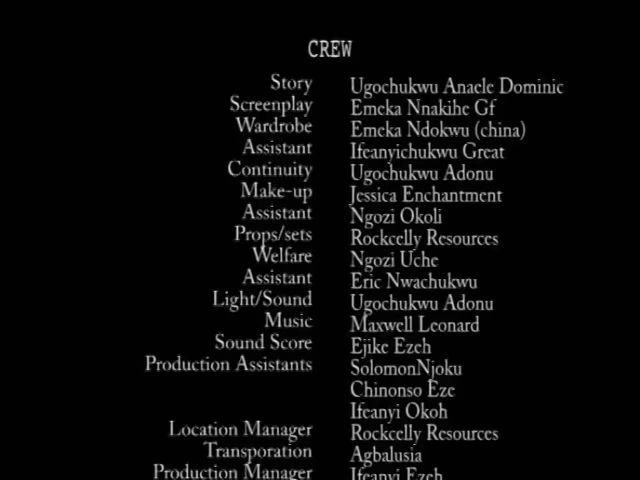 CREW
Story Ugochukwu Anaele Dominic
Screenplay Emeka Nnakihe Gf
Wardrobe Emeka Ndokwu (china)
Assistant Ifeanyichukwu Great
Continuity Ugochukwu Adonu
Make-up Jessica Enchantment
Assistant Ngozi Okoli
Props/sets Rockcelly Resources
Welfare Ngozi Uche
Assistant Eric Nwachukwu
Light/Sound Ugochukwu Adonu
Music Maxwell Leonard
Sound Score Ejike Ezeh
Production Assistants SolomonNjoku
Chinonso Eze
Ifeanyi Okoh
Location Manager Rockcelly Resources
Transporation Agbalusia
Production Manager Ifeanyi Ezeh